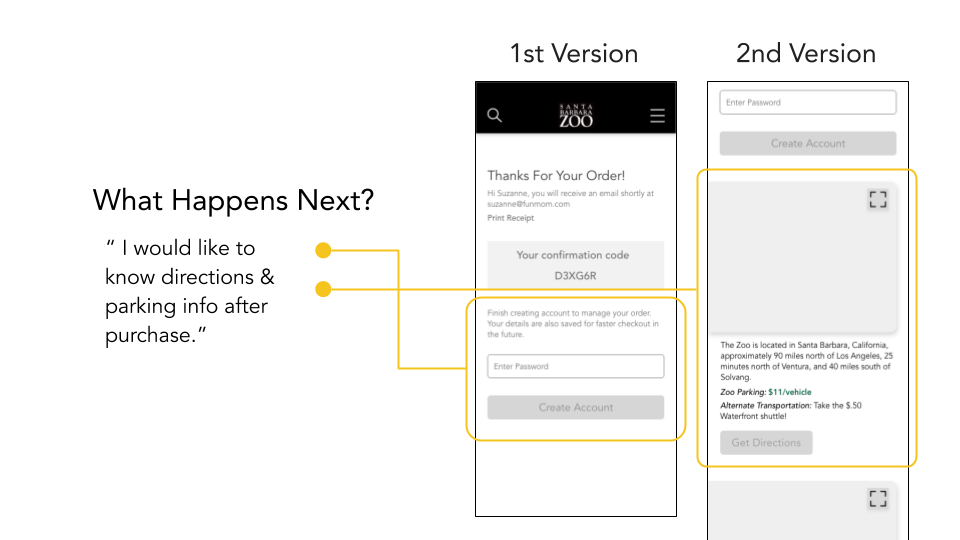 1st Version
2nd Version
What Happens Next?
“ I would like to
know directions &
parking info after
purchase.”
SANTA
BARBARA
ZOO
Thanks For Your Order!
Hi Suzanne, you will receive an email shortly at
suzanne@funmom.com
Print Receipt
Your confirmation code
D3XG6R
Finish creating account to manage your order.
Your details are also saved for faster checkout in
the future.
Enter Password
Create Account
Enter Password
Create Account
The Zoo is located in Santa Barbara, California,
approximately 90 miles north of Los Angeles, 25
minutes north of Ventura, and 40 miles south of
Solvang.
Zoo Parking: $11/vehicle
Alternate Transportation: Take the $.50
Waterfront shuttle!
Get Directions